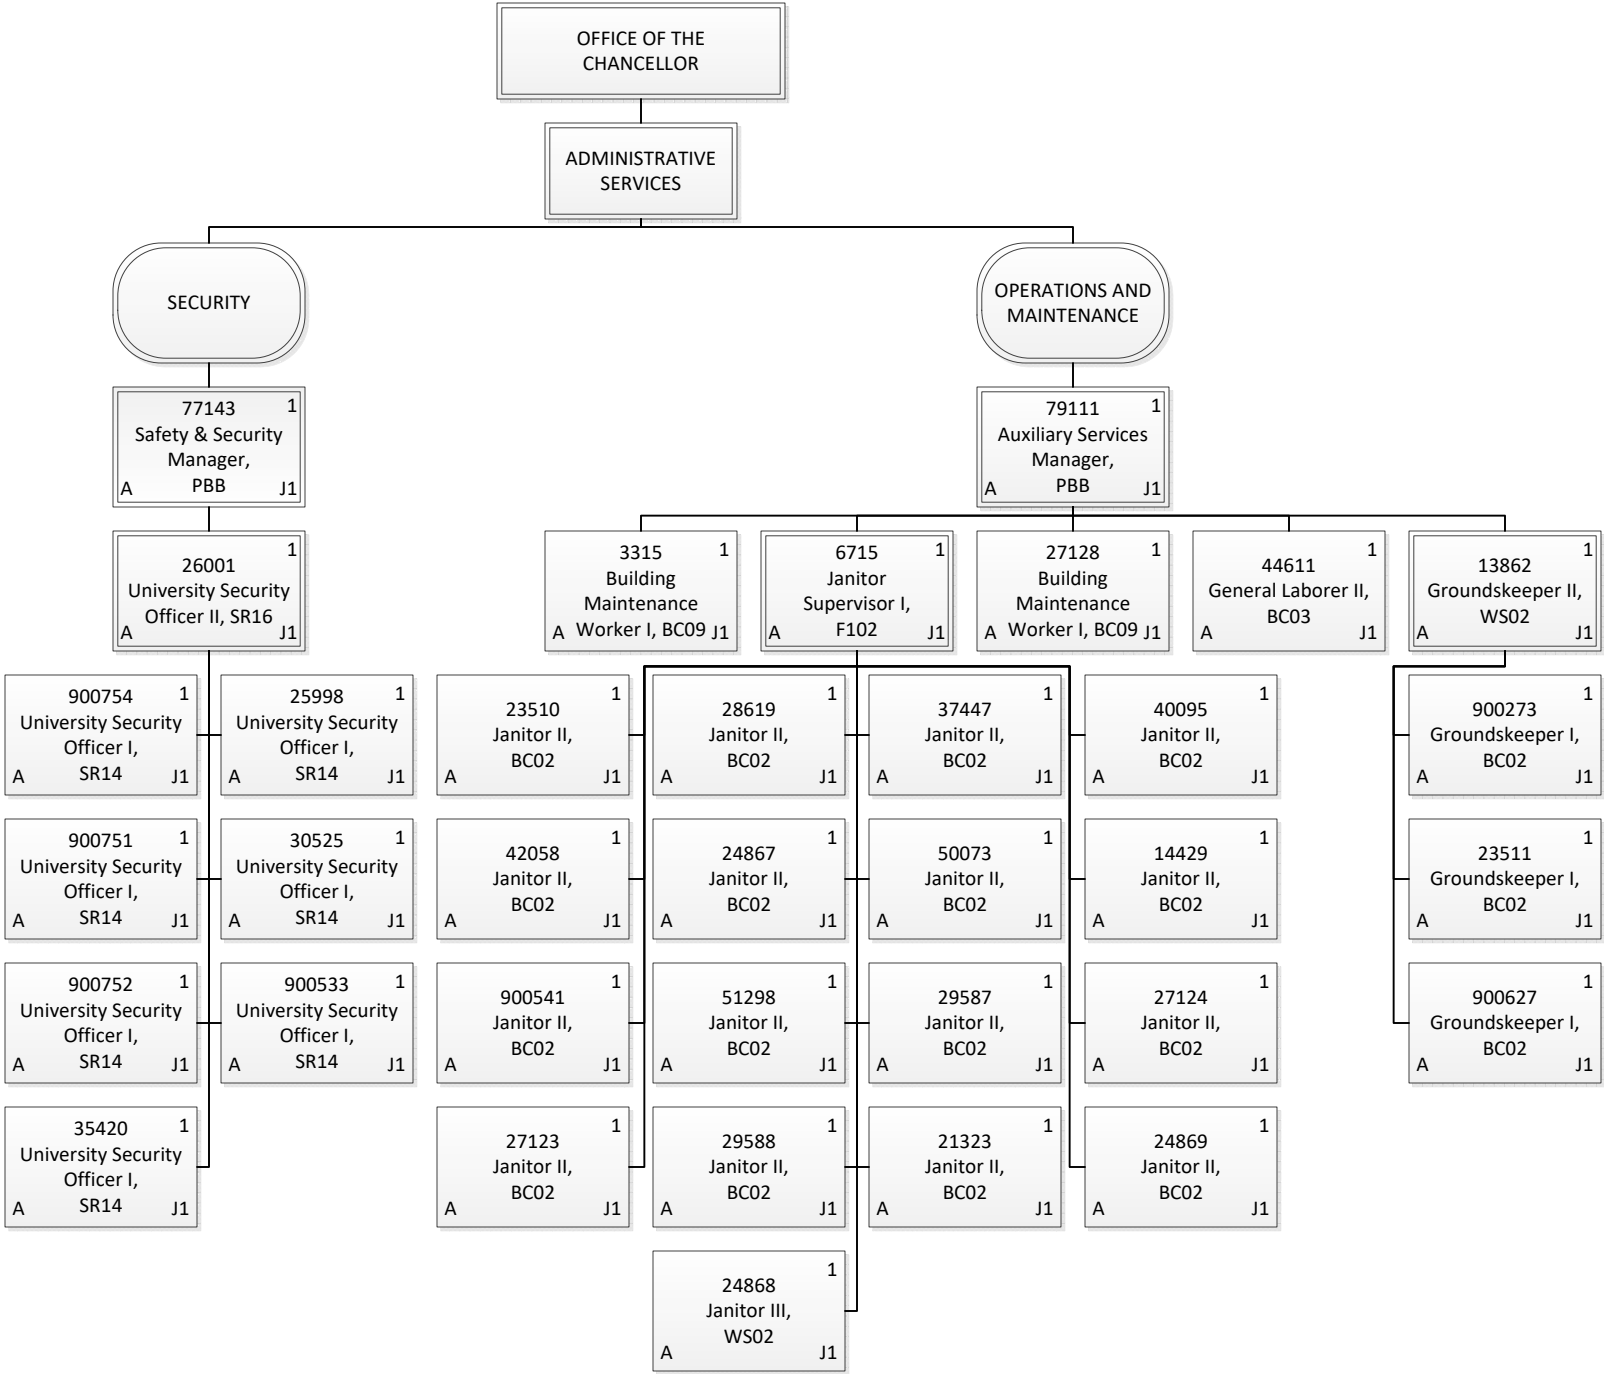 OFFICE OF THE
CHANCELLOR
ADMINISTRATIVE
SERVICES
SECURITY
OPERATIONS AND
MAINTENANCE
77143 1
Safety & Security
Manager,
A PBB J1
79111 1
Auxiliary Services
Manager,
A PBB J1
1
26001
University Security
Officer II, SR16
A J1
3315 1
Building
Maintenance
A Worker I, BC09 J1
6715 1
Janitor
Supervisor I,
A F102 J1
27128 1
Building
Maintenance
A Worker I, BC09 J1
1
44611
General Laborer II,
BC03
A J1
1
13862
Groundskeeper II,
WS02
A J1
900754 1
University Security
Officer I,
A SR14 J1
25998 1
University Security
Officer I,
A SR14 J1
1
23510
Janitor II,
BC02
A J1
1
28619
Janitor II,
BC02
A J1
1
37447
Janitor II,
BC02
A J1
1
40095
Janitor II,
BC02
A J1
1
900273
Groundskeeper I,
BC02
A J1
900751 1
University Security
Officer I,
A SR14 J1
30525 1
University Security
Officer I,
A SR14 J1
1
42058
Janitor II,
BC02
A J1
1
24867
Janitor II,
BC02
A J1
1
50073
Janitor II,
BC02
A J1
1
14429
Janitor II,
BC02
A J1
1
23511
Groundskeeper I,
BC02
A J1
900752 1
University Security
Officer I,
A SR14 J1
900533 1
University Security
Officer I,
A SR14 J1
1
900541
Janitor II,
BC02
A J1
1
51298
Janitor II,
BC02
A J1
1
29587
Janitor II,
BC02
A J1
1
27124
Janitor II,
BC02
A J1
1
900627
Groundskeeper I,
BC02
A J1
35420 1
University Security
Officer I,
A SR14 J1
1
27123
Janitor II,
BC02
A J1
1
29588
Janitor II,
BC02
A J1
1
21323
Janitor II,
BC02
A J1
1
24869
Janitor II,
BC02
A J1
1
24868
Janitor III,
WS02
A J1